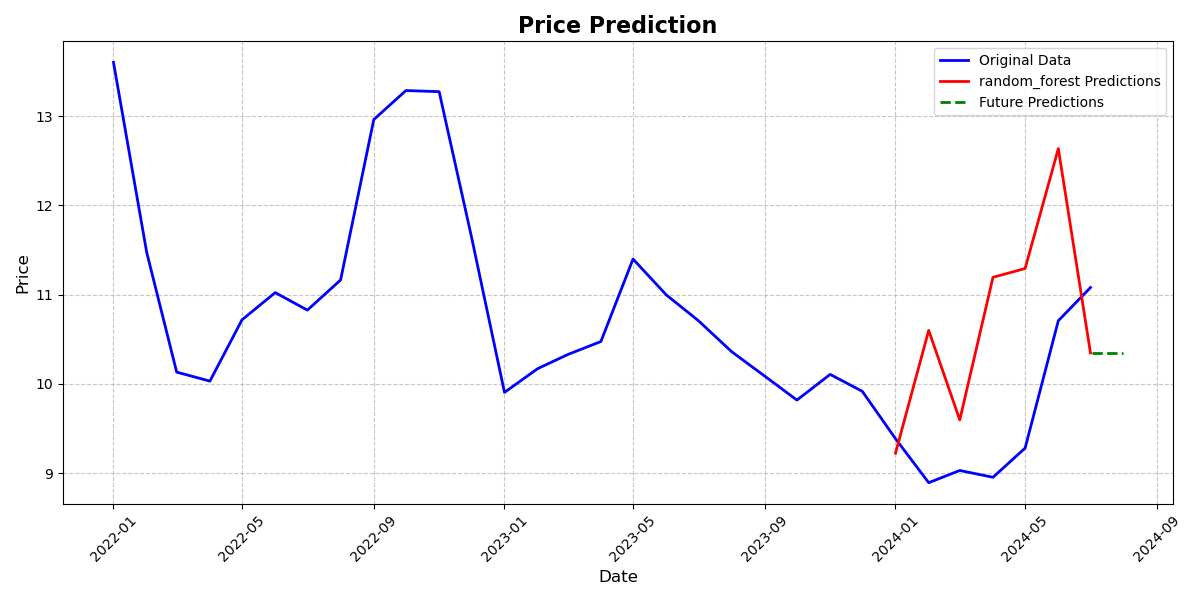 Price Prediction
Original Data
random_forest Predictions
Future Predictions
Price
13
12
11
10
9
2022-01
2022-05
2022-09
2023-01
2023-05
2023-09
2024-01
2024-05
2024-09
Date